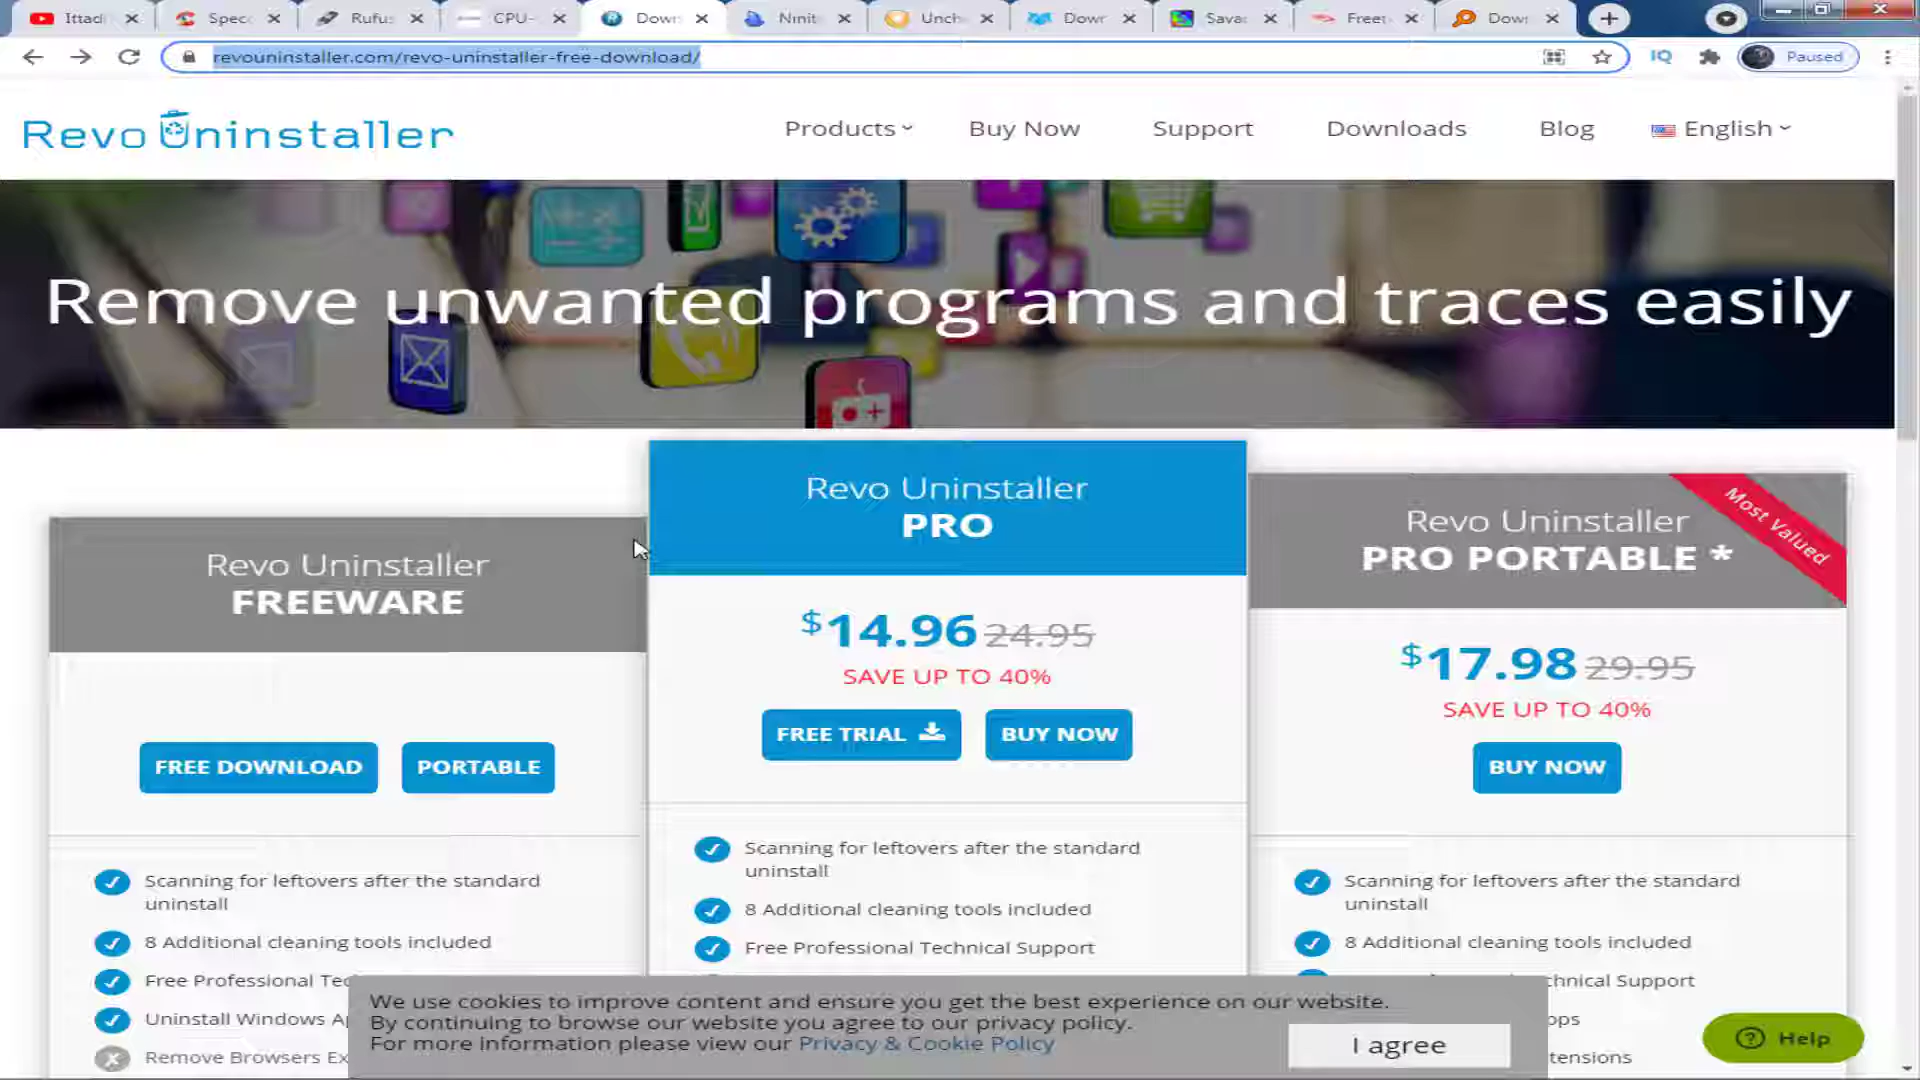 Ittadi
Spec
Rufu
CPU-
Down
Ninit
Unch
Dowr
Sava
Freer
Dow
revouninstaller.com/revo-uninstaller-free-download/
IQ
Paused
Revo Uninstaller
Products
Buy Now
Support
Downloads
Blog
English
Remove unwanted programs and traces easily
Revo Uninstaller
FREEWARE
FREE DOWNLOAD
PORTABLE
Scanning for leftovers after the standard
uninstall
8 Additional cleaning tools included
Free Professional Tec
Uninstall Windows Ap
Remove Browsers Ex
Revo Uninstaller
PRO
$14.96 24.95
SAVE UP TO 40%
FREE TRIAL
BUY NOW
Scanning for leftovers after the standard
uninstall
8 Additional cleaning tools included
Free Professional Technical Support
Most Valued
Revo Uninstaller
PRO PORTABLE *
$17.98 29.95
SAVE UP TO 40%
BUY NOW
Scanning for leftovers after the standard
uninstall
8 Additional cleaning tools included
chnical Support
ops
tensions
We use cookies to improve content and ensure you get the best experience on our website.
By continuing to browse our website you agree to our privacy policy.
For more information please view our Privacy & Cookie Policy
I agree
Help